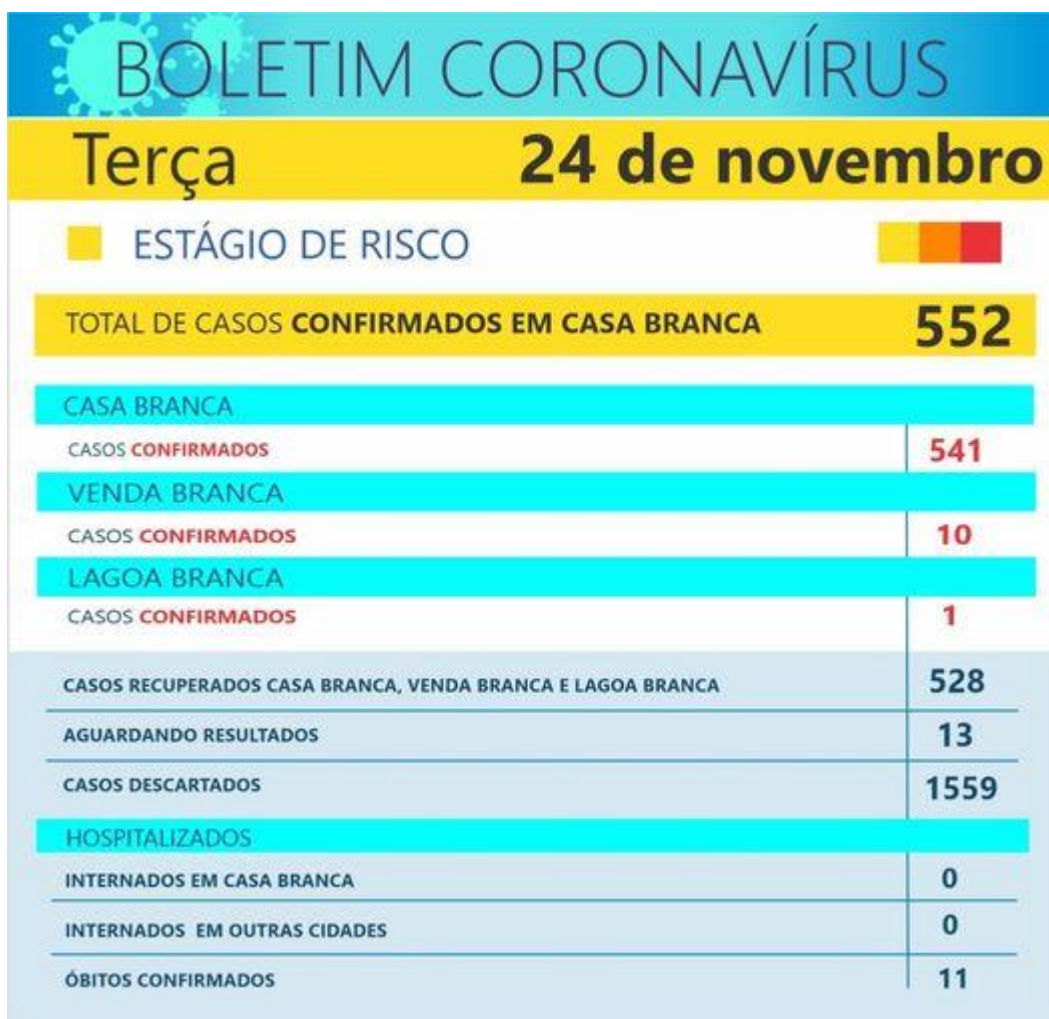 BOLETIM CORONAVÍRUS
Terça 24 de novembro
ESTÁGIO DE RISCO
TOTAL DE CASOS CONFIRMADOS EM CASA BRANCA 552
CASA BRANCA
CASOS CONFIRMADOS 541
VENDA BRANCA
CASOS CONFIRMADOS 10
LAGOA BRANCA
CASOS CONFIRMADOS 1
CASOS RECUPERADOS CASA BRANCA, VENDA BRANCA E LAGOA BRANCA 528
AGUARDANDO RESULTADOS 13
CASOS DESCARTADOS 1559
HOSPITALIZADOS
INTERNADOS EM CASA BRANCA 0
INTERNADOS EM OUTRAS CIDADES 0
ÓBITOS CONFIRMADOS 11